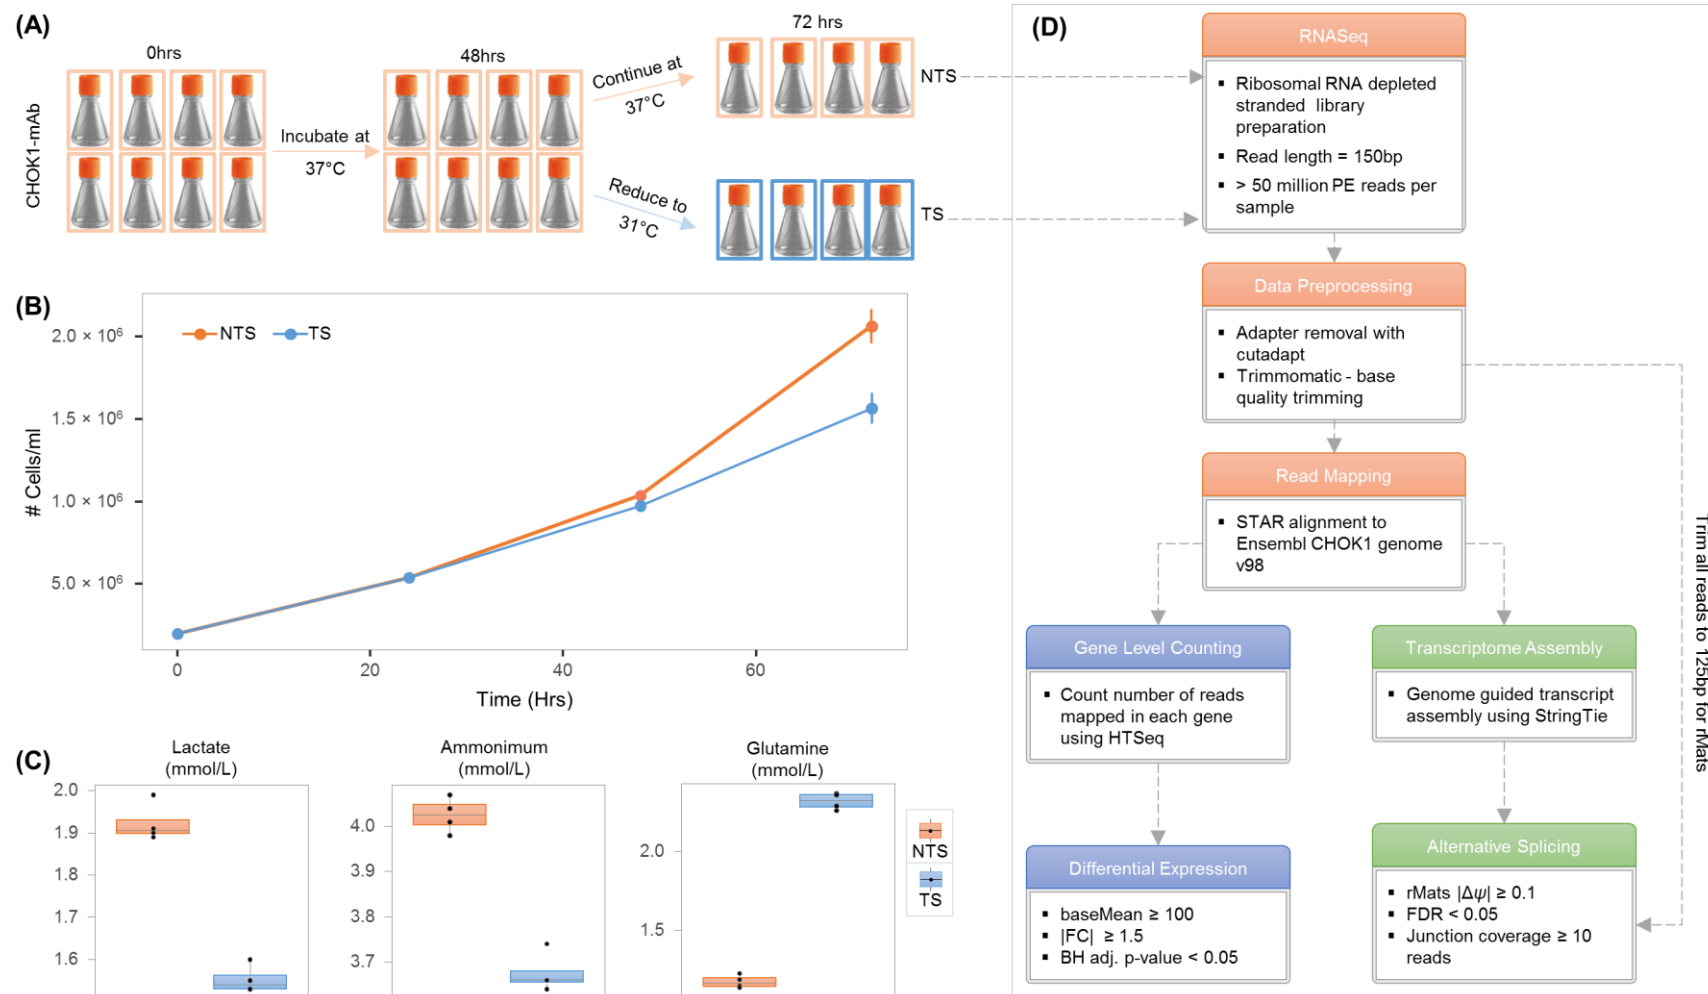 (A)
0hrs
48hrs
72 hrs
CHOK1-mAb
Incubate at
37°C
Continue at
37°C
Reduce to
31°C
NTS
TS
(B)
NTS
TS
# Cells/ml
2.0 × 10⁶
1.5 × 10⁶
1.0 × 10⁶
5.0 × 10⁶
0
20
40
60
Time (Hrs)
(C)
Lactate
(mmol/L)
2.0
1.9
1.8
1.7
1.6
Ammonimum
(mmol/L)
4.0
3.9
3.8
3.7
Glutamine
(mmol/L)
2.0
1.5
NTS
TS
(D)
RNASeq
▪ Ribosomal RNA depleted
stranded library
preparation
▪ Read length = 150bp
▪ > 50 million PE reads per
sample
Data Preprocessing
▪ Adapter removal with
cutadapt
▪ Trimmomatic - base
quality trimming
Read Mapping
▪ STAR alignment to
Ensembl CHOK1 genome
v98
Gene Level Counting
▪ Count number of reads
mapped in each gene
using HTSeq
Differential Expression
▪ baseMean ≥ 100
▪ |FC| ≥ 1.5
▪ BH adj. p-value < 0.05
Transcriptome Assembly
▪ Genome guided transcript
assembly using StringTie
Alternative Splicing
▪ rMats |Δψ| ≥ 0.1
▪ FDR < 0.05
▪ Junction coverage ≥ 10
reads
Trim all reads to 125bp for rMats